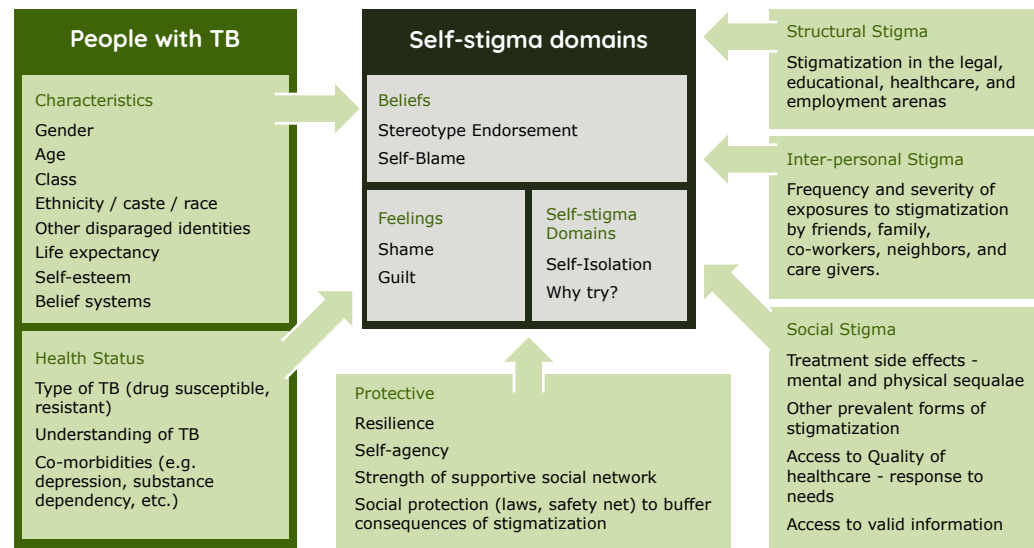 People with TB
Characteristics
Gender
Age
Class
Ethnicity / caste / race
Other disparaged identities
Life expectancy
Self-esteem
Belief systems
Health Status
Type of TB (drug susceptible,
resistant)
Understanding of TB
Co-morbidities (e.g.
depression, substance
dependency, etc.)
Self-stigma domains
Beliefs
Stereotype Endorsement
Self-Blame
Feelings
Shame
Guilt
Self-stigma
Domains
Self-Isolation
Why try?
Protective
Resilience
Self-agency
Strength of supportive social network
Social protection (laws, safety net) to buffer
consequences of stigmatization
Structural Stigma
Stigmatization in the legal,
educational, healthcare, and
employment arenas
Inter-personal Stigma
Frequency and severity of
exposures to stigmatization
by friends, family,
co-workers, neighbors, and
care givers.
Social Stigma
Treatment side effects -
mental and physical sequalae
Other prevalent forms of
stigmatization
Access to Quality of
healthcare - response to
needs
Access to valid information